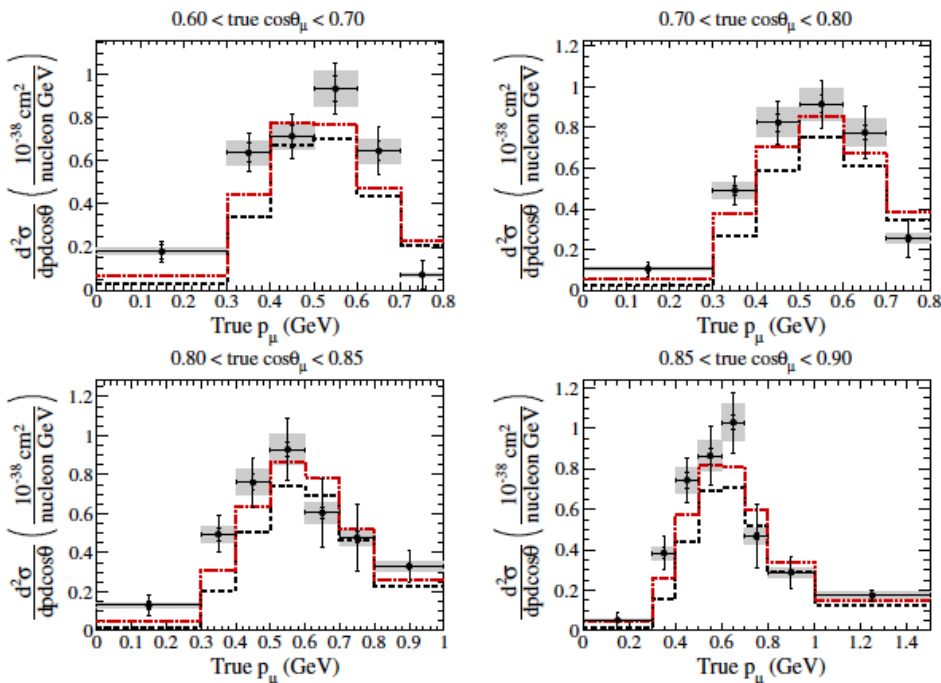 0.60 < true cosθμ < 0.70
d²σ/dpdcosθ (10⁻³⁸ cm²/nucleon GeV)
1
0.8
0.6
0.4
0.2
0
0 0.1 0.2 0.3 0.4 0.5 0.6 0.7 0.8
True pμ (GeV)
0.70 < true cosθμ < 0.80
d²σ/dpdcosθ (10⁻³⁸ cm²/nucleon GeV)
1.2
1
0.8
0.6
0.4
0.2
0
0 0.1 0.2 0.3 0.4 0.5 0.6 0.7 0.8
True pμ (GeV)
0.80 < true cosθμ < 0.85
d²σ/dpdcosθ (10⁻³⁸ cm²/nucleon GeV)
1.2
1
0.8
0.6
0.4
0.2
0
0 0.1 0.2 0.3 0.4 0.5 0.6 0.7 0.8 0.9 1
True pμ (GeV)
0.85 < true cosθμ < 0.90
d²σ/dpdcosθ (10⁻³⁸ cm²/nucleon GeV)
1.2
1
0.8
0.6
0.4
0.2
0
0 0.2 0.4 0.6 0.8 1 1.2 1.4
True pμ (GeV)